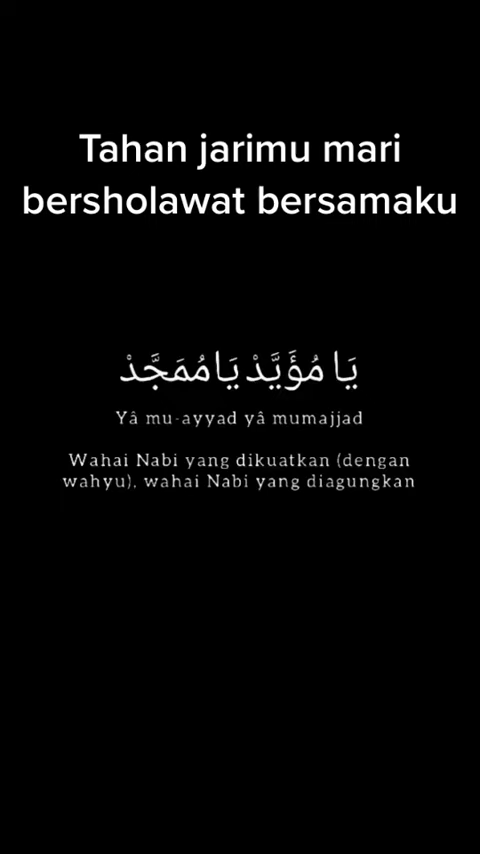 Tahan jarimu mari
bersholawat bersamaku
يَا مُؤَيَّدْ يَا مُمَجَّدْ
Yâ mu-ayyad yâ mumajjad
Wahai Nabi yang dikuatkan (dengan
wahyu), wahai Nabi yang diagungkan